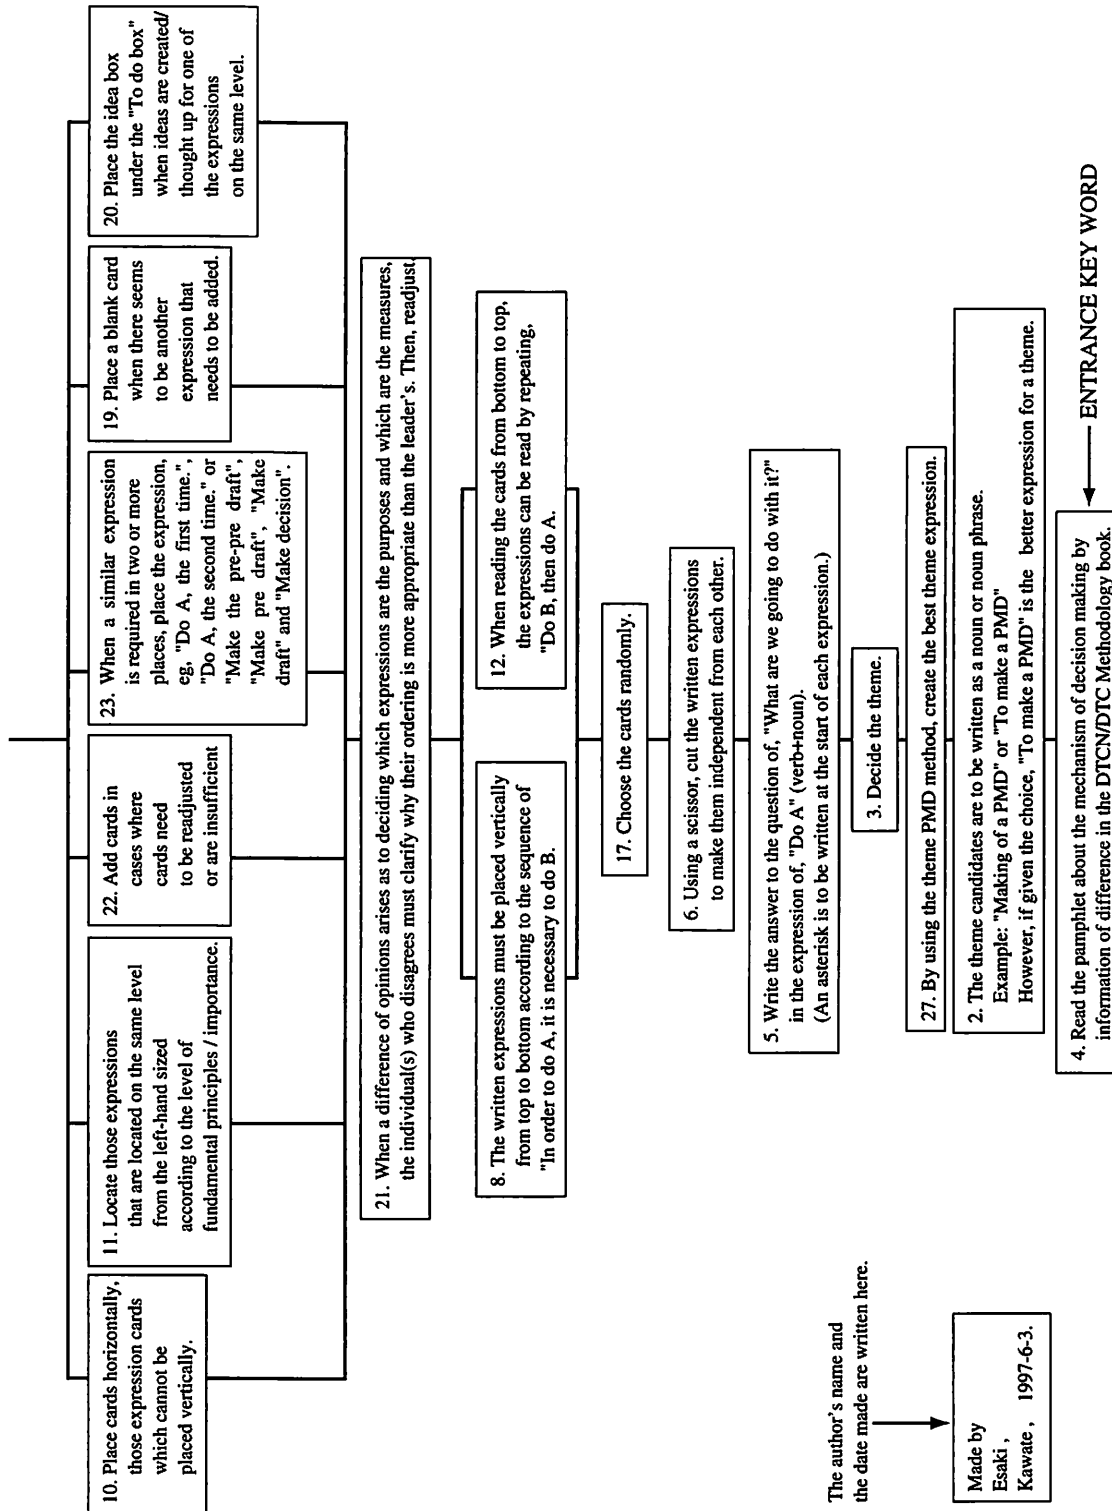 10. Place cards horizontally,
those expression cards
which cannot be
placed vertically.
11. Locate those expressions
that are located on the same level
from the left-hand sized
according to the level of
fundamental principles / importance.
22. Add cards in
cases where
cards need
to be readjusted
or are insufficient
23. When a similar expression
is required in two or more
places, place the expression,
eg, "Do A, the first time.",
"Do A, the second time." or
"Make the pre-pre draft",
"Make pre draft", "Make
draft" and "Make decision".
19. Place a blank card
when there seems
to be another
expression that
needs to be added.
20. Place the idea box
under the "To do box"
when ideas are created/
thought up for one of
the expressions
on the same level.
21. When a difference of opinions arises as to deciding which expressions are the purposes and which are the measures,
the individual(s) who disagrees must clarify why their ordering is more appropriate than the leader's. Then, readjust.
8. The written expressions must be placed vertically
from top to bottom according to the sequence of
"In order to do A, it is necessary to do B.
12. When reading the cards from bottom to top,
the expressions can be read by repeating,
"Do B, then do A.
17. Choose the cards randomly.
6. Using a scissor, cut the written expressions
to make them independent from each other.
5. Write the answer to the question of, "What are we going to do with it?"
in the expression of, "Do A" (verb+noun).
(An asterisk is to be written at the start of each expression.)
3. Decide the theme.
27. By using the theme PMD method, create the best theme expression.
2. The theme candidates are to be written as a noun or noun phrase.
Example: "Making of a PMD" or "To make a PMD"
However, if given the choice, "To make a PMD" is the better expression for a theme.
4. Read the pamphlet about the mechanism of decision making by
information of difference in the DTCN/DTC Methodology book.
ENTRANCE KEY WORD
The author's name and
the date made are written here.
Made by
Esaki ,
Kawate , 1997-6-3.